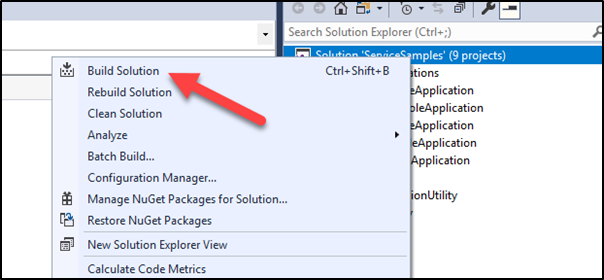 Search Solution Explorer (Ctrl+;)
Solution 'ServiceSamples' (9 projects)
Build Solution Ctrl+Shift+B
Rebuild Solution
Clean Solution
Analyze
Batch Build...
Configuration Manager...
Manage NuGet Packages for Solution...
Restore NuGet Packages
New Solution Explorer View
Calculate Code Metrics
ations
eApplication
pleApplication
eApplication
leApplication
Application
ionUtility